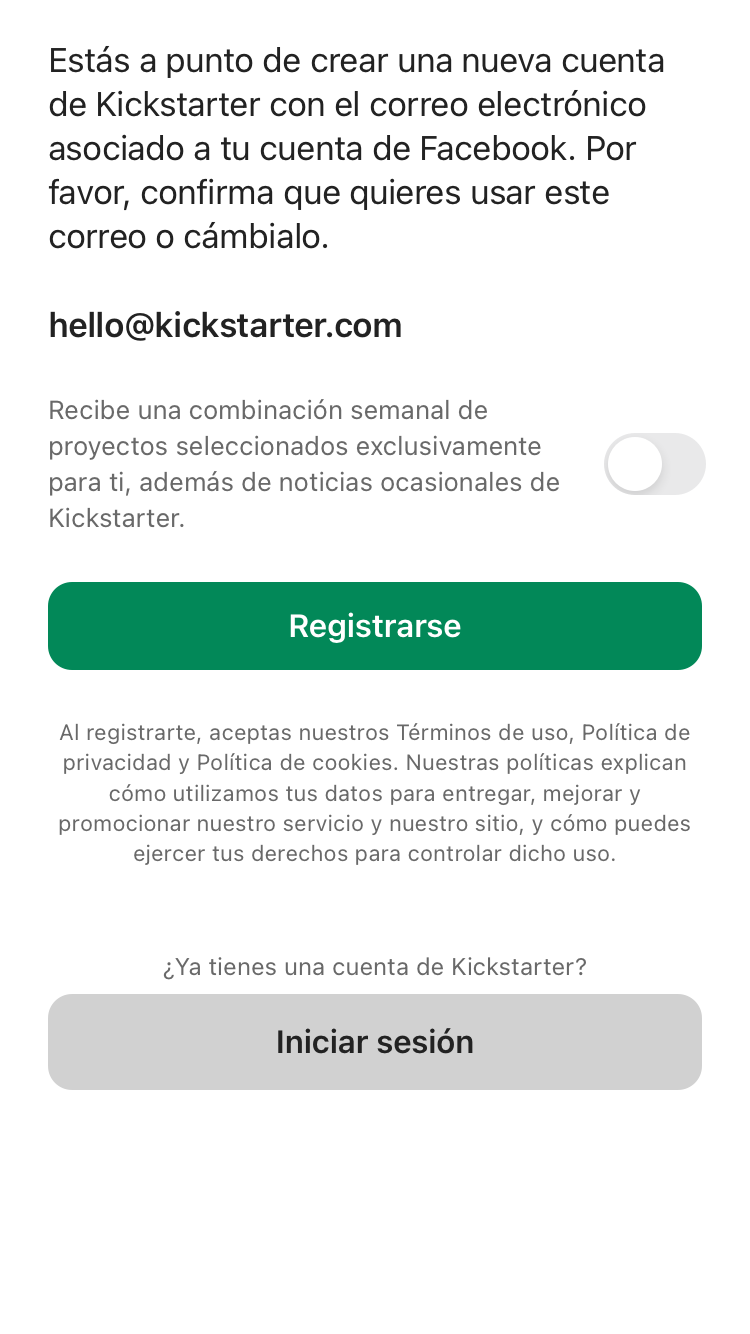 Estás a punto de crear una nueva cuenta
de Kickstarter con el correo electrónico
asociado a tu cuenta de Facebook. Por
favor, confirma que quieres usar este
correo o cámbialo.
hello@kickstarter.com
Recibe una combinación semanal de
proyectos seleccionados exclusivamente
para ti, además de noticias ocasionales de
Kickstarter.
Registrarse
Al registrarte, aceptas nuestros Términos de uso, Política de
privacidad y Política de cookies. Nuestras políticas explican
cómo utilizamos tus datos para entregar, mejorar y
promocionar nuestro servicio y nuestro sitio, y cómo puedes
ejercer tus derechos para controlar dicho uso.
¿Ya tienes una cuenta de Kickstarter?
Iniciar sesión